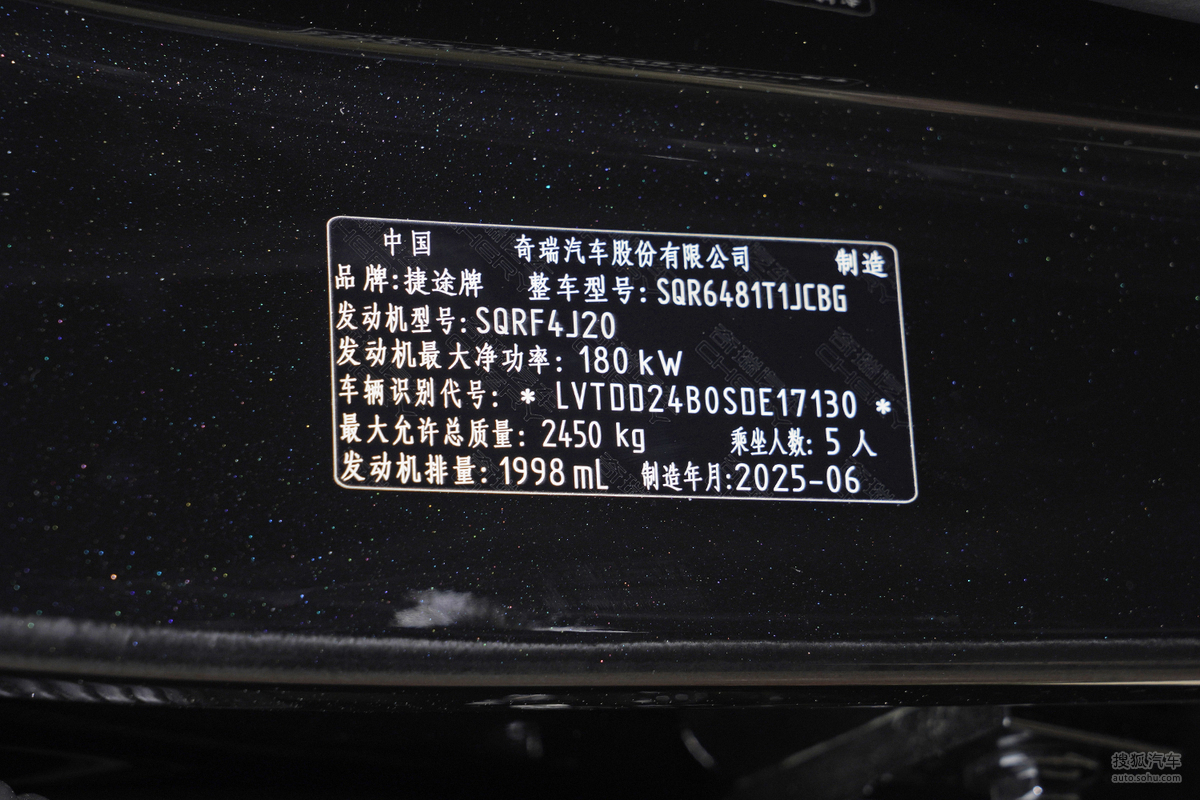 中国 奇瑞汽车股份有限公司 制造
品牌:捷途牌 整车型号:SQR6481T1JCBG
发动机型号:SQRF4J20
发动机最大净功率: 180 kW
车辆识别代号: * LVTDD24B0SDE17130 *
最大允许总质量: 2450 kg 乘坐人数: 5 人
发动机排量: 1998 mL 制造年月:2025-06
搜狐汽车
auto.sohu.com